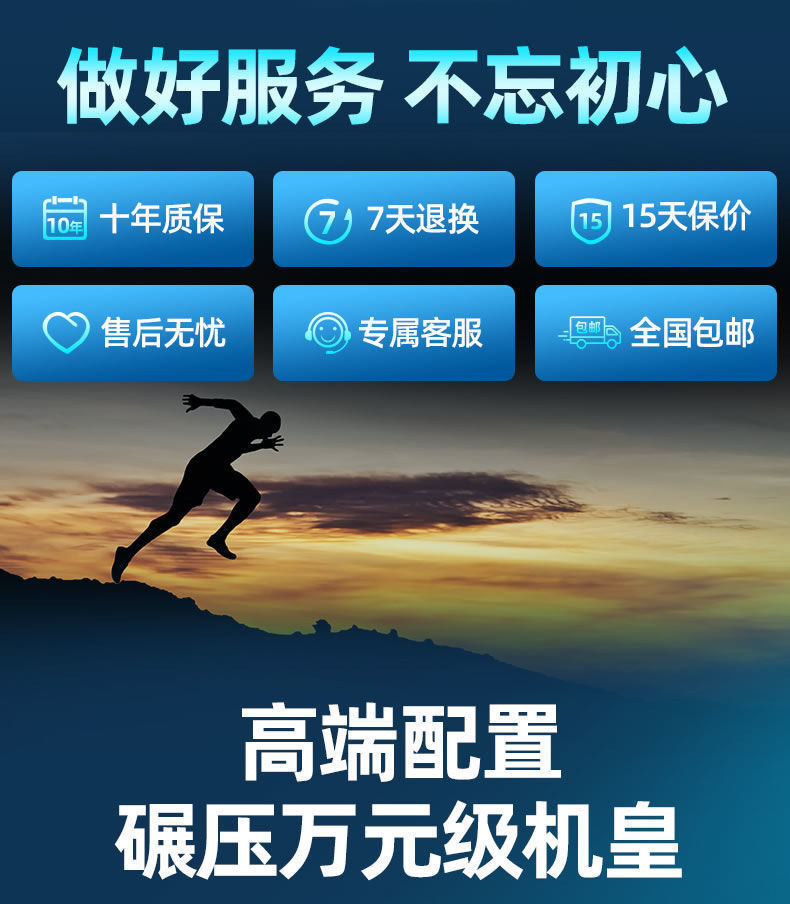 做好服务 不忘初心
10年 十年质保
7 7天退换
15 15天保价
售后无忧
专属客服
包邮 全国包邮
高端配置
碾压万元级机皇